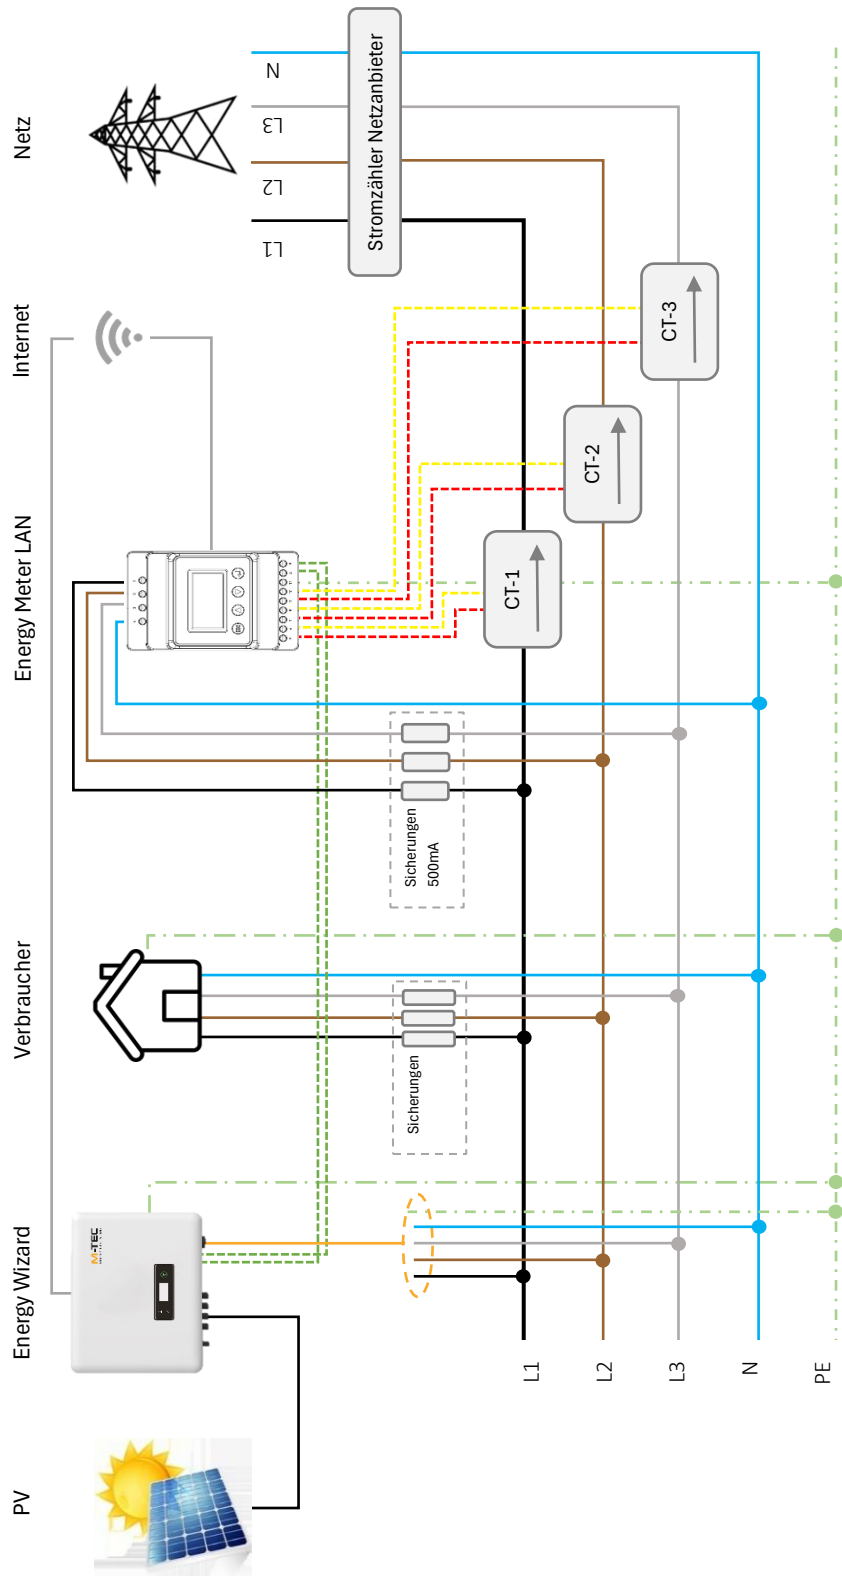 PV
Energy Wizard
Verbraucher
Energy Meter LAN
Internet
Netz
M-TEC
Sicherungen
Sicherungen
500mA
CT-1
CT-2
CT-3
Stromzähler Netzanbieter
N
L3
L2
L1
L1
L2
L3
N
PE